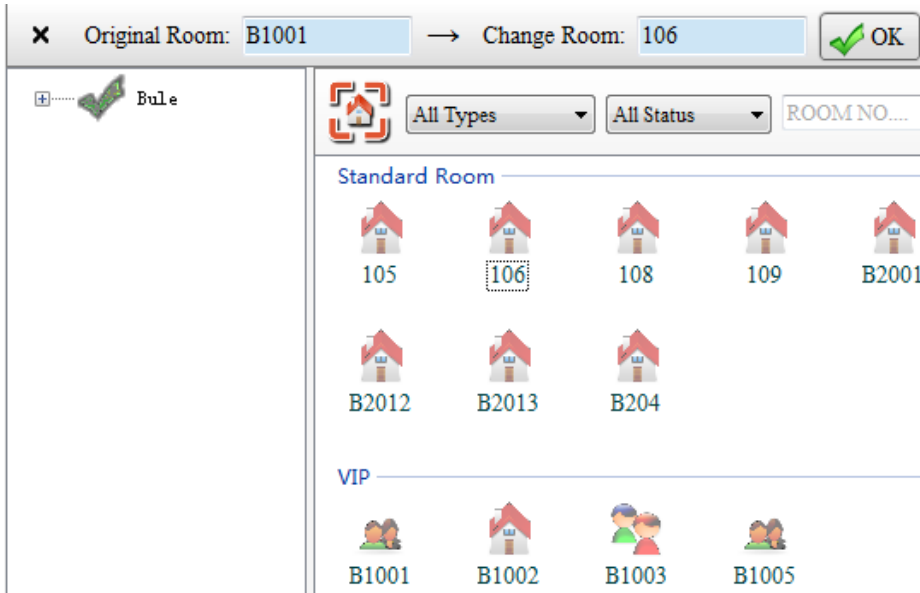 Original Room: B1001 → Change Room: 106 OK
Bule
All Types All Status ROOM NO....
Standard Room
105 106 108 109 B2001
B2012 B2013 B204
VIP
B1001 B1002 B1003 B1005